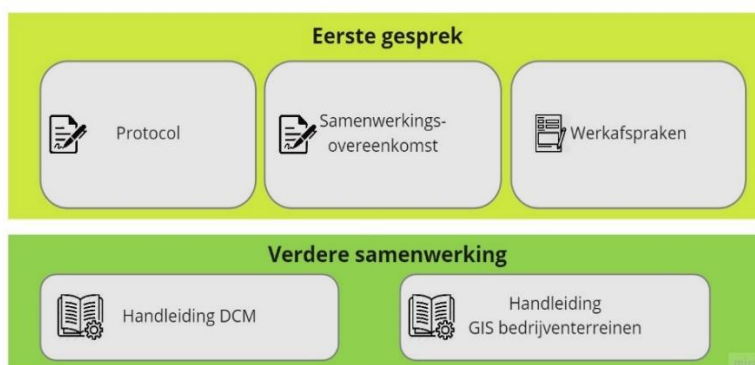 Eerste gesprek
Protocol
Samenwerkings-
overeenkomst
Werkafspraken
Verdere samenwerking
Handleiding DCM
Handleiding
GIS bedrijventerreinen